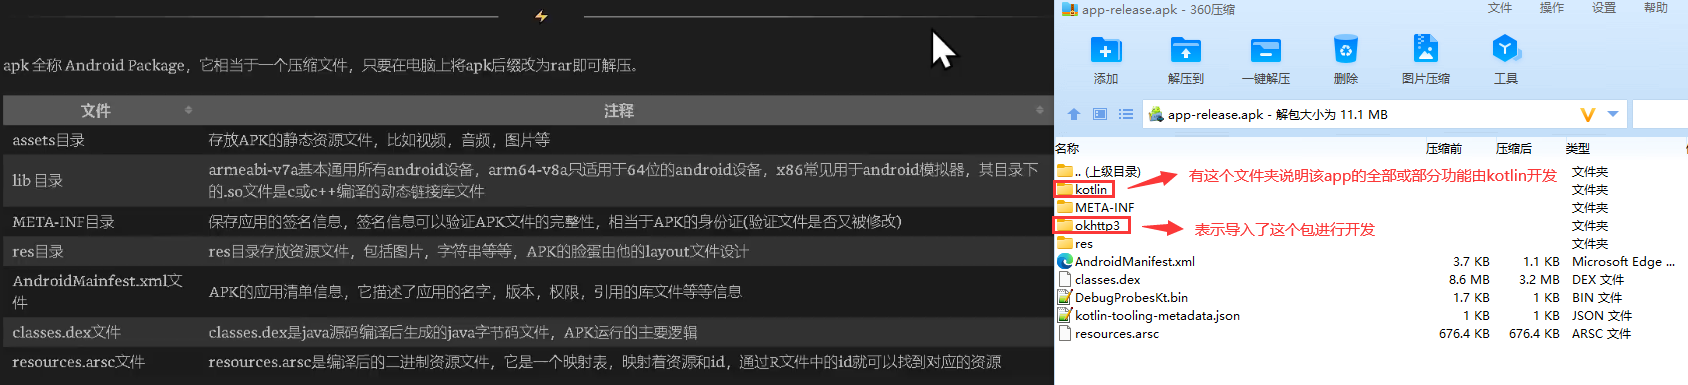 apk 全称 Android Package，它相当于一个压缩文件，只要在电脑上将apk后缀改为rar即可解压。
文件 注释
assets目录 存放APK的静态资源文件，比如视频，音频，图片等
lib 目录 armeabi-v7a基本通用所有android设备，arm64-v8a只适用于64位的android设备，x86常见用于android模拟器，其目录下
的.so文件是c或c++编译的动态链接库文件
META-INF目录 保存应用的签名信息，签名信息可以验证APK文件的完整性，相当于APK的身份证(验证文件是否又被修改)
res目录 res目录存放资源文件，包括图片，字符串等等，APK的脸蛋由他的layout文件设计
AndroidMainfest.xml文
件 APK的应用清单信息，它描述了应用的名字，版本，权限，引用的库文件等等信息
classes.dex文件 classes.dex是java源码编译后生成的java字节码文件，APK运行的主要逻辑
resources.arsc文件 resources.arsc是编译后的二进制资源文件，它是一个映射表，映射着资源和id，通过R文件中的id就可以找到对应的资源
app-release.apk - 360压缩 文件 操作 设置 帮助
添加 解压到 一键解压 删除 图片压缩 工具
app-release.apk - 解包大小为 11.1 MB
名称 压缩前 压缩后 类型
.. (上级目录) 文件夹
kotlin 有这个文件夹说明该app的全部或部分功能由kotlin开发 文件夹
META-INF 文件夹
okhttp3 表示导入了这个包进行开发 文件夹
res 文件夹
AndroidManifest.xml 3.7 KB 1.1 KB Microsoft Edge ...
classes.dex 8.6 MB 3.2 MB DEX 文件
DebugProbesKt.bin 1.7 KB 1 KB BIN 文件
kotlin-tooling-metadata.json 1 KB 1 KB JSON 文件
resources.arsc 676.4 KB 676.4 KB ARSC 文件